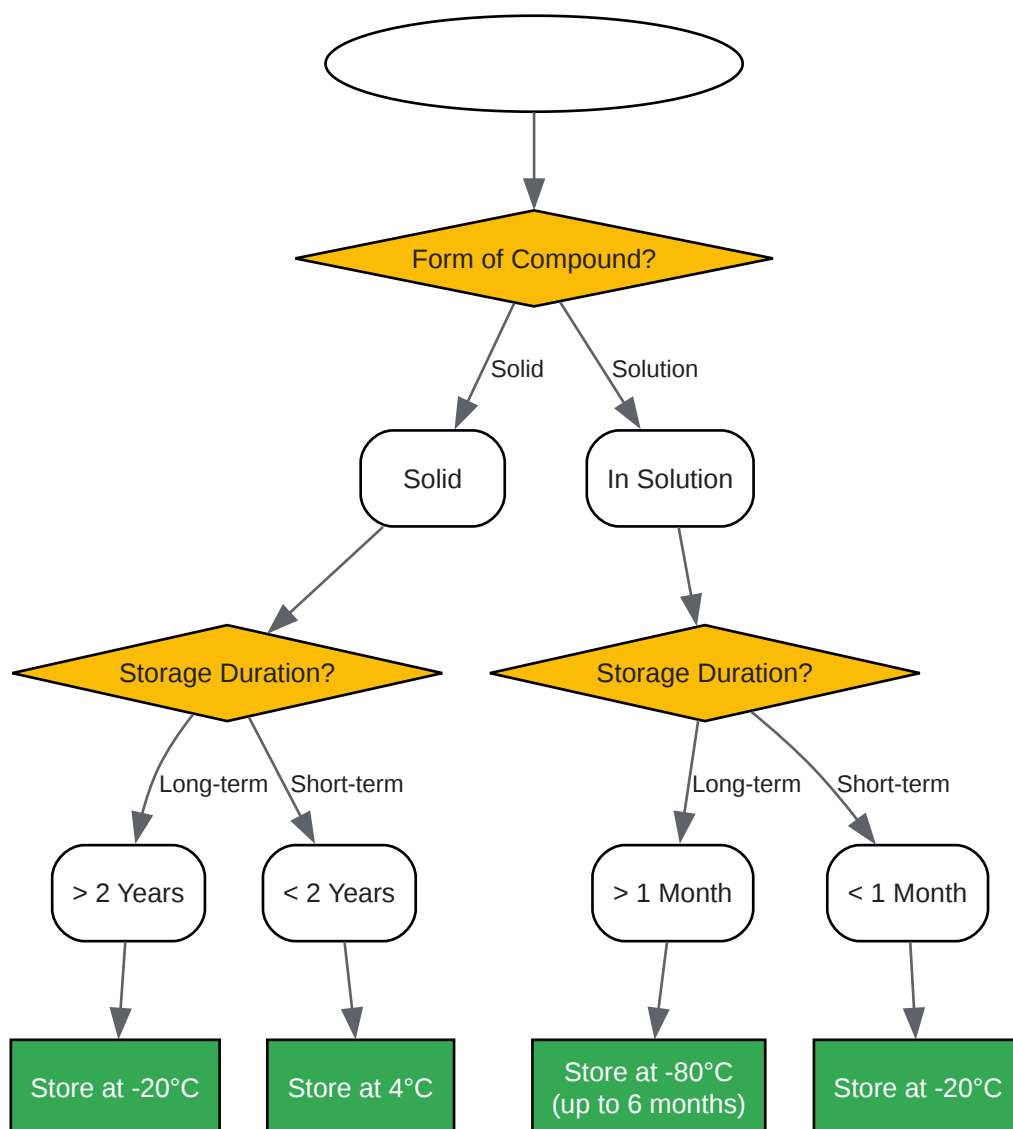 Form of Compound?
Solid
Solution
Solid
In Solution
Storage Duration?
Storage Duration?
Long-term
Short-term
Long-term
Short-term
> 2 Years
< 2 Years
> 1 Month
< 1 Month
Store at -20°C
Store at 4°C
Store at -80°C
(up to 6 months)
Store at -20°C